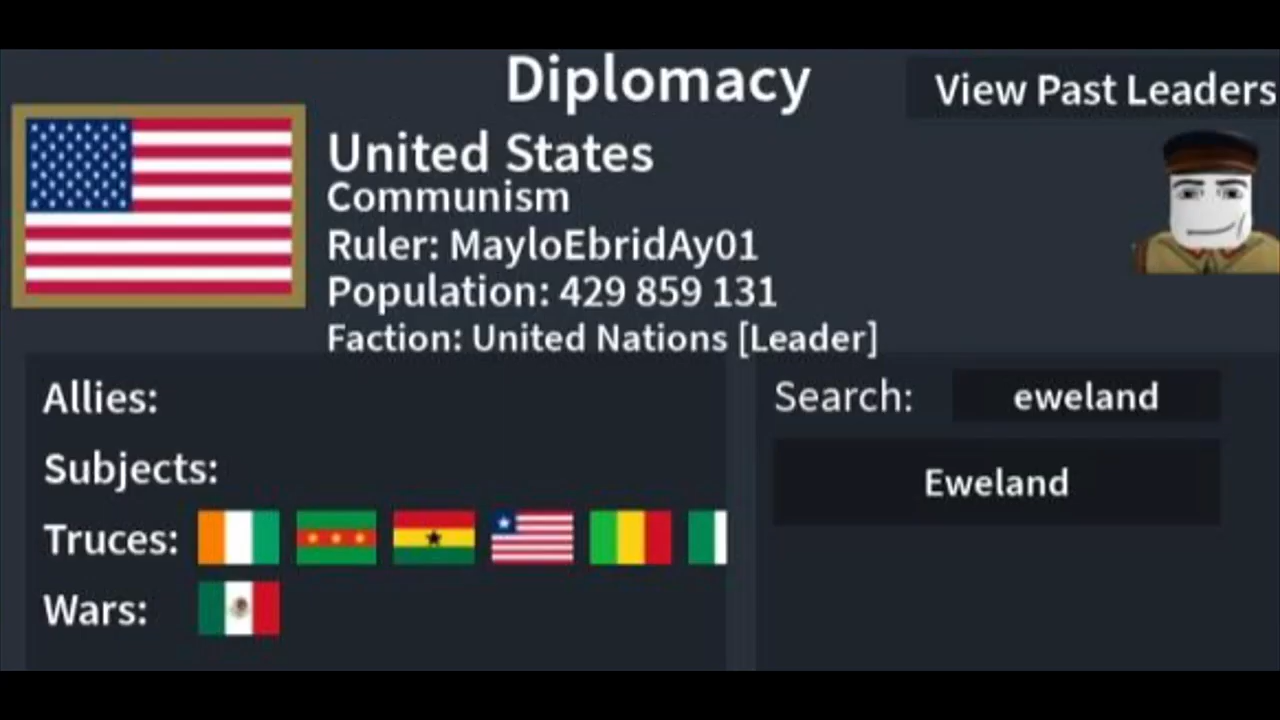 Diplomacy
View Past Leaders
United States
Communism
Ruler: MayloEbridAy01
Population: 429 859 131
Faction: United Nations [Leader]
Allies:
Subjects:
Truces:
Wars:
Search: eweland
Eweland